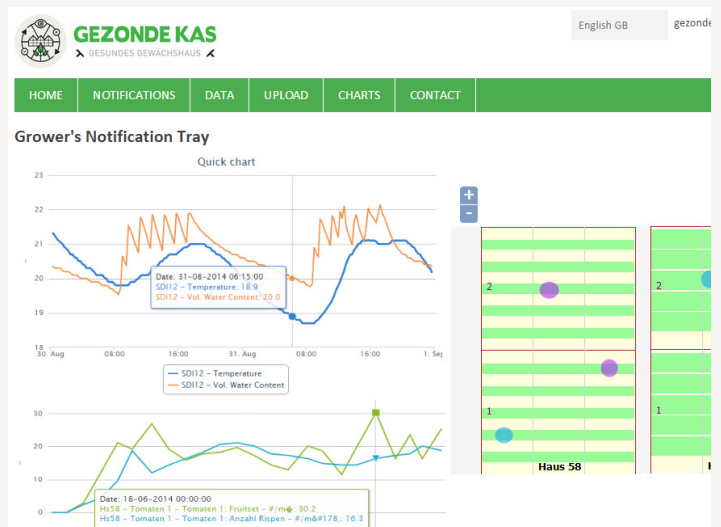 GEZONDE KAS
GESUNDES GEWÄCHSHAUS
English GB
gezonde
HOME NOTIFICATIONS DATA UPLOAD CHARTS CONTACT
Grower's Notification Tray
Quick chart
23
22
21
20
19
18
30. Aug 08:00 16:00 31. Aug 08:00 16:00 1. Sep
Date: 31-08-2014 06:15:00
SDI12 - Temperature: 18.9
SDI12 - Vol. Water Content: 20.0
SDI12 - Temperature
SDI12 - Vol. Water Content
30
20
10
0
Date: 18-06-2014 00:00:00
Hs58 - Tomaten 1 - Tomaten 1: Fruitset - #/m�: 30.2
Hs58 - Tomaten 1 - Tomaten 1: Anzahl Rispen - #/m&#178;: 16.3
+
-
2
1
Haus 58
2
1